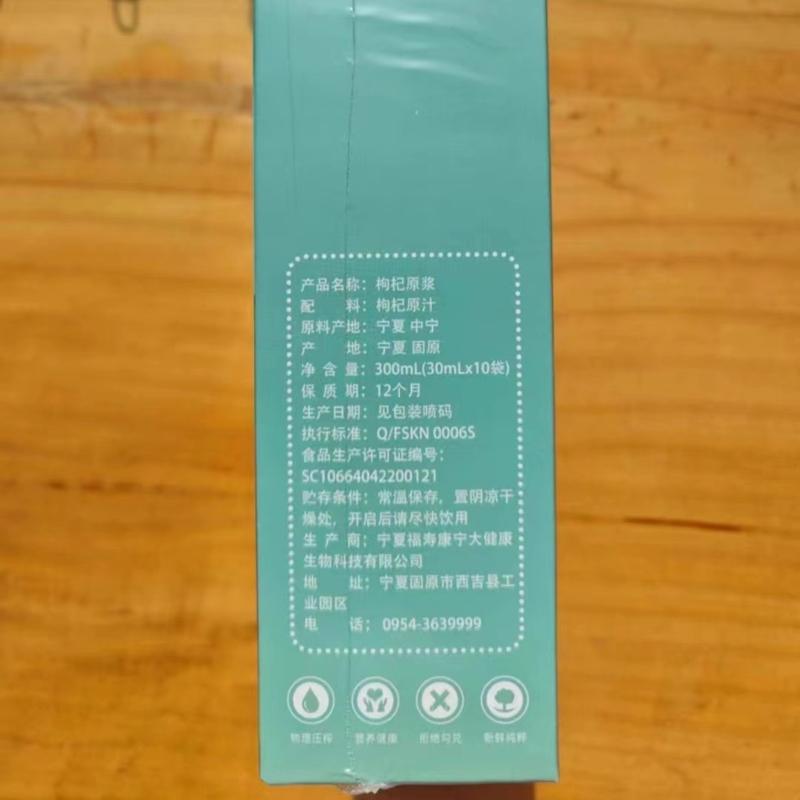 产品名称：枸杞原浆
配 料：枸杞原汁
原料产地：宁夏 中宁
产 地：宁夏 固原
净 含 量：300mL(30mLx10袋)
保 质 期：12个月
生产日期：见包装喷码
执行标准：Q/FSKN 0006S
食品生产许可证编号：
SC10664042200121
贮存条件：常温保存，置阴凉干
燥处，开启后请尽快饮用
生 产 商：宁夏福寿康宁大健康
生物科技有限公司
地 址：宁夏固原市西吉县工
业园区
电 话：0954-3639999
物理压榨 营养健康 拒绝勾兑 新鲜纯粹